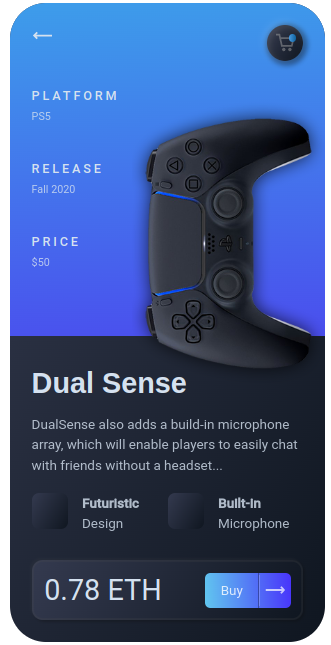 PLATFORM
PS5
RELEASE
Fall 2020
PRICE
$50
Dual Sense
DualSense also adds a build-in microphone
array, which will enable players to easily chat
with friends without a headset...
Futuristic
Design
Built-in
Microphone
0.78 ETH
Buy